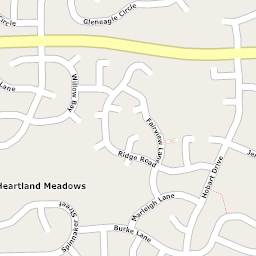 Gleneagle Circle
Circle
Lane
Willow Bay
Fairview Lane
Ridge Road
Hobart Drive
Heartland Meadows
Marleigh Lane
Spinnaker Street
Burke Lane